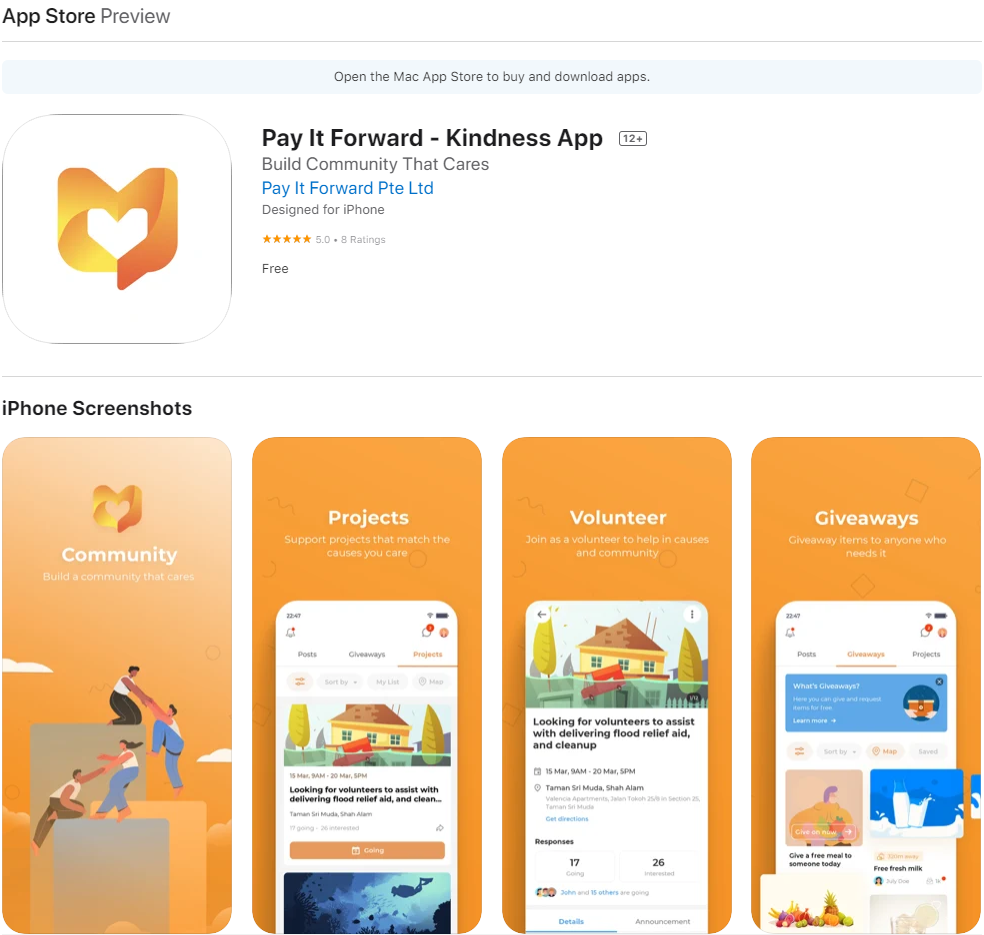 App Store Preview
Open the Mac App Store to buy and download apps.
Pay It Forward - Kindness App 12+
Build Community That Cares
Pay It Forward Pte Ltd
Designed for iPhone
5.0 • 8 Ratings
Free
iPhone Screenshots
Community
Build a community that cares
Projects
Support projects that match the
causes you care
22:47
Posts Giveaways Projects
Sort by My List Map
15 Mar, 9AM - 20 Mar, 5PM
Looking for volunteers to assist with
delivering flood relief aid, and clean...
Taman Sri Muda, Shah Alam
17 going · 26 interested
Going
Volunteer
Join as a volunteer to help in causes
and community
1/12
Looking for volunteers to assist
with delivering flood relief aid,
and cleanup
15 Mar, 9AM - 20 Mar, 5PM
Taman Sri Muda, Shah Alam
Valencia Apartments, Jalan Tokoh 25/8 in Section 25,
Taman Sri Muda
Get directions
Responses
17 26
Going Interested
John and 15 others are going
Details Announcement
Giveaways
Giveaway items to anyone who
needs it
22:47
Posts Giveaways Projects
What's Giveaways?
Here you can give and request
items for free.
Learn more →
Sort by Map Saved
Give on now →
Give a free meal to
someone today
720m away
Free fresh milk
July Doe 14